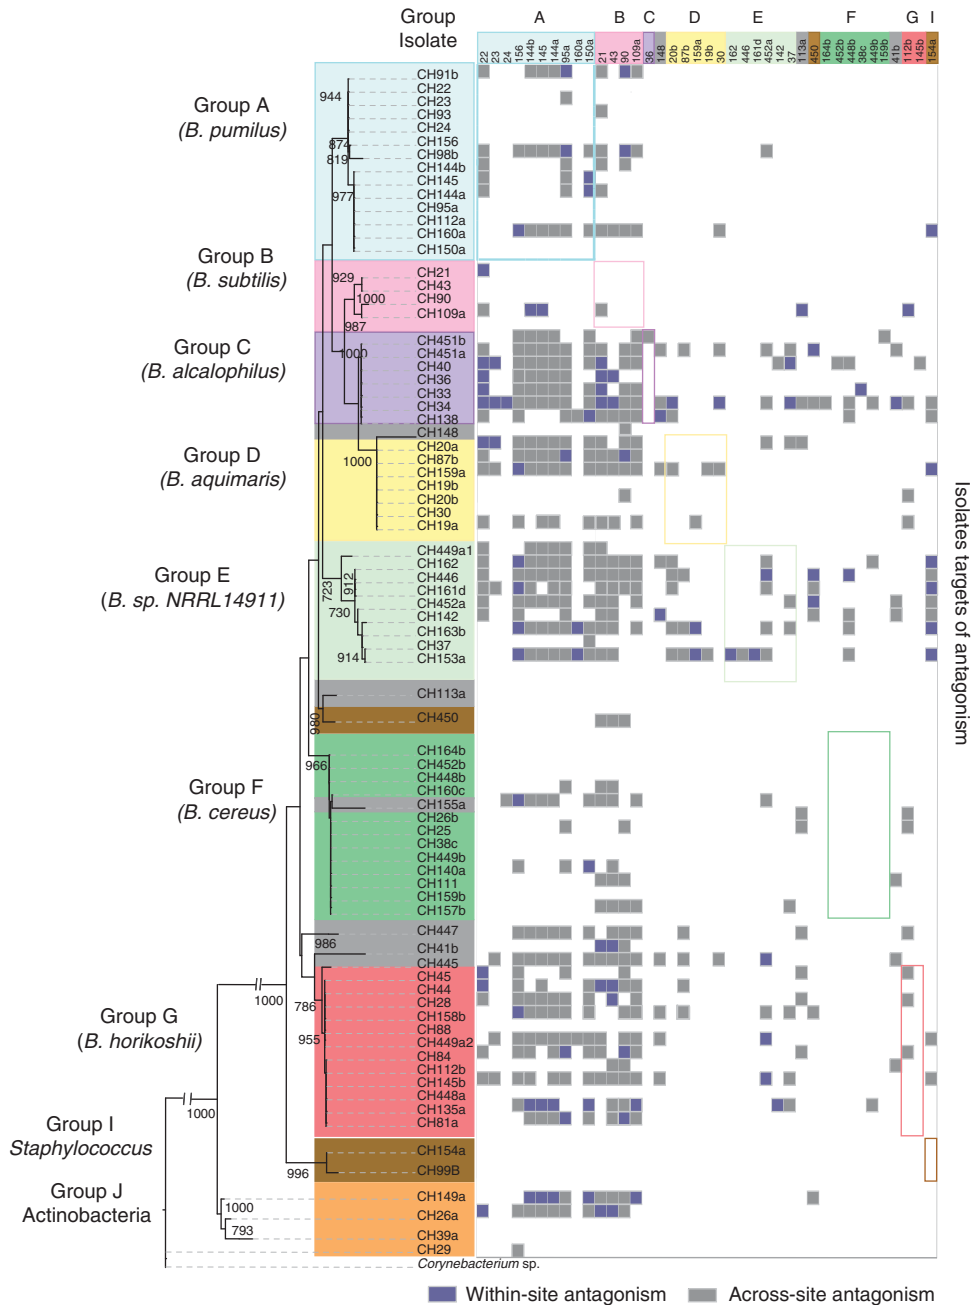 Group
Isolate
A B C D E F G I
22 23 24 156 144b 145 144a 95a 160a 150a 21 43 90 109a 36 148 20b 87b 159a 19b 30 162 446 161d 452a 142 37 113a 450 164b 452b 448b 38c 449b 159b 41b 112b 145b 154a
Group A
(B. pumilus)
Group B
(B. subtilis)
Group C
(B. alcalophilus)
Group D
(B. aquimaris)
Group E
(B. sp. NRRL14911)
Group F
(B. cereus)
Group G
(B. horikoshii)
Group I
Staphylococcus
Group J
Actinobacteria
944
874
819
977
929
1000
987
1000
1000
723
912
730
914
980
966
986
1000
786
955
1000
996
1000
793
CH91b
CH22
CH23
CH93
CH24
CH156
CH98b
CH144b
CH145
CH144a
CH95a
CH112a
CH160a
CH150a
CH21
CH43
CH90
CH109a
CH451b
CH451a
CH40
CH36
CH33
CH34
CH138
CH148
CH20a
CH87b
CH159a
CH19b
CH20b
CH30
CH19a
CH449a1
CH162
CH446
CH161d
CH452a
CH142
CH163b
CH37
CH153a
CH113a
CH450
CH164b
CH452b
CH448b
CH160c
CH155a
CH26b
CH25
CH38c
CH449b
CH140a
CH111
CH159b
CH157b
CH447
CH41b
CH445
CH45
CH44
CH28
CH158b
CH88
CH449a2
CH84
CH112b
CH145b
CH448a
CH135a
CH81a
CH154a
CH99B
CH149a
CH26a
CH39a
CH29
Corynebacterium sp.
Isolates targets of antagonism
Within-site antagonism
Across-site antagonism